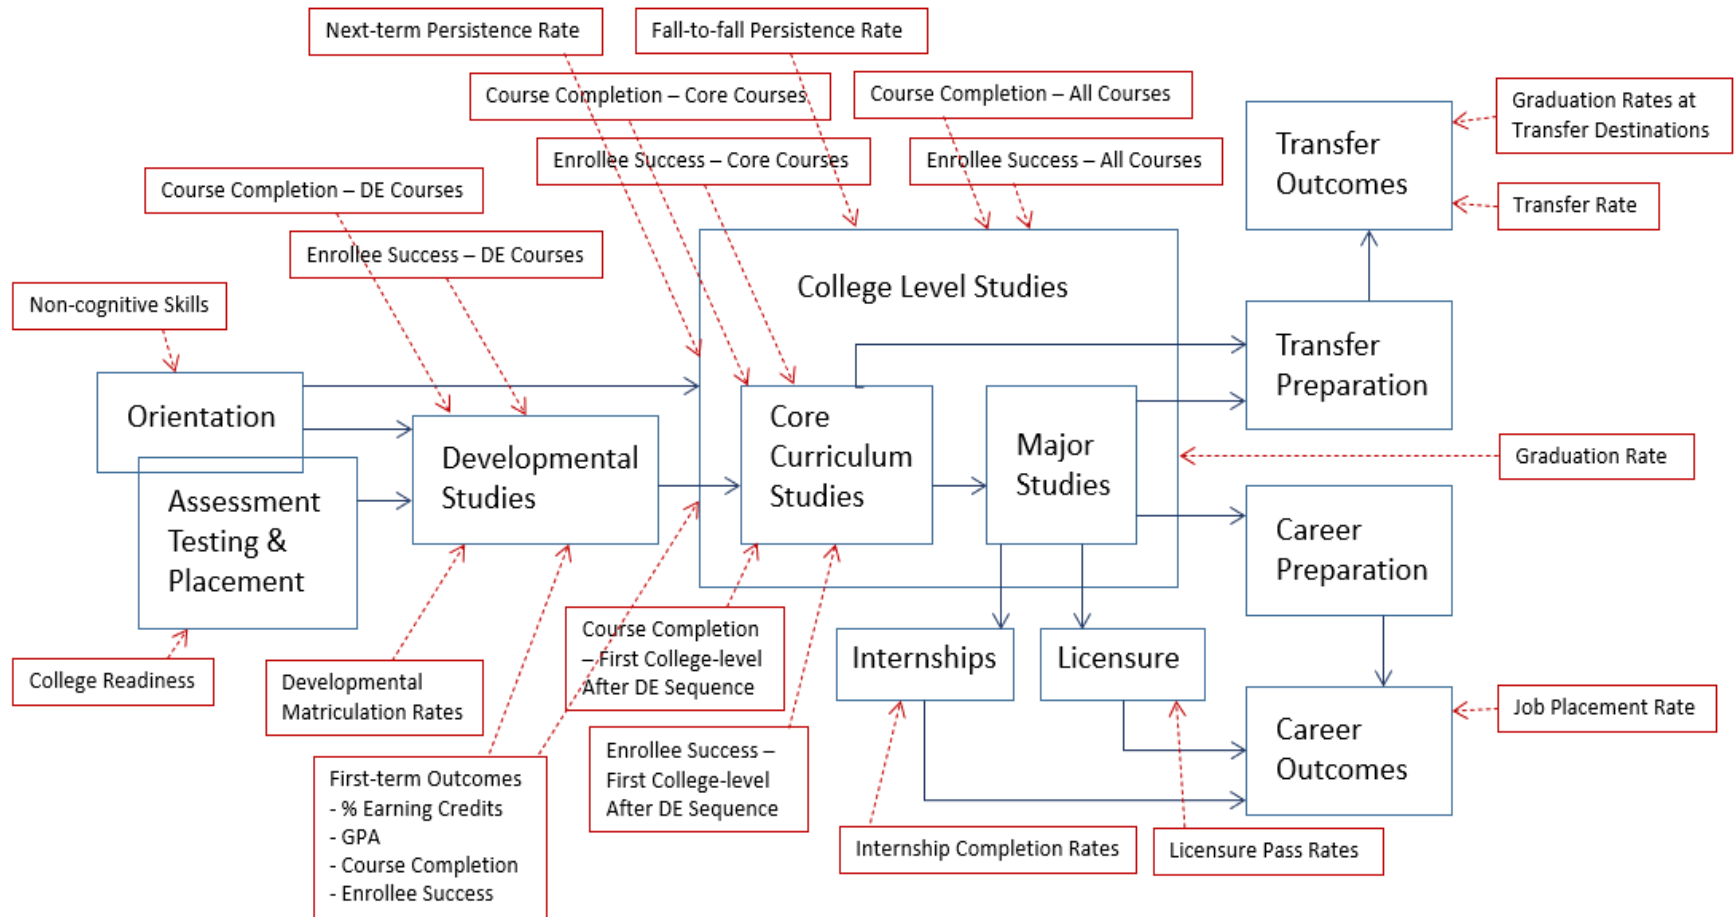 Next-term Persistence Rate
Fall-to-fall Persistence Rate
Course Completion – Core Courses
Course Completion – All Courses
Graduation Rates at
Transfer Destinations
Transfer
Outcomes
Enrollee Success – Core Courses
Enrollee Success – All Courses
Course Completion – DE Courses
Transfer Rate
Enrollee Success – DE Courses
Non-cognitive Skills
College Level Studies
Transfer
Preparation
Orientation
Developmental
Studies
Core
Curriculum
Studies
Major
Studies
Graduation Rate
Assessment
Testing &
Placement
Career
Preparation
College Readiness
Developmental
Matriculation Rates
Course Completion
– First College-level
After DE Sequence
Internships
Licensure
Job Placement Rate
Career
Outcomes
First-term Outcomes
- % Earning Credits
- GPA
- Course Completion
- Enrollee Success
Enrollee Success –
First College-level
After DE Sequence
Internship Completion Rates
Licensure Pass Rates